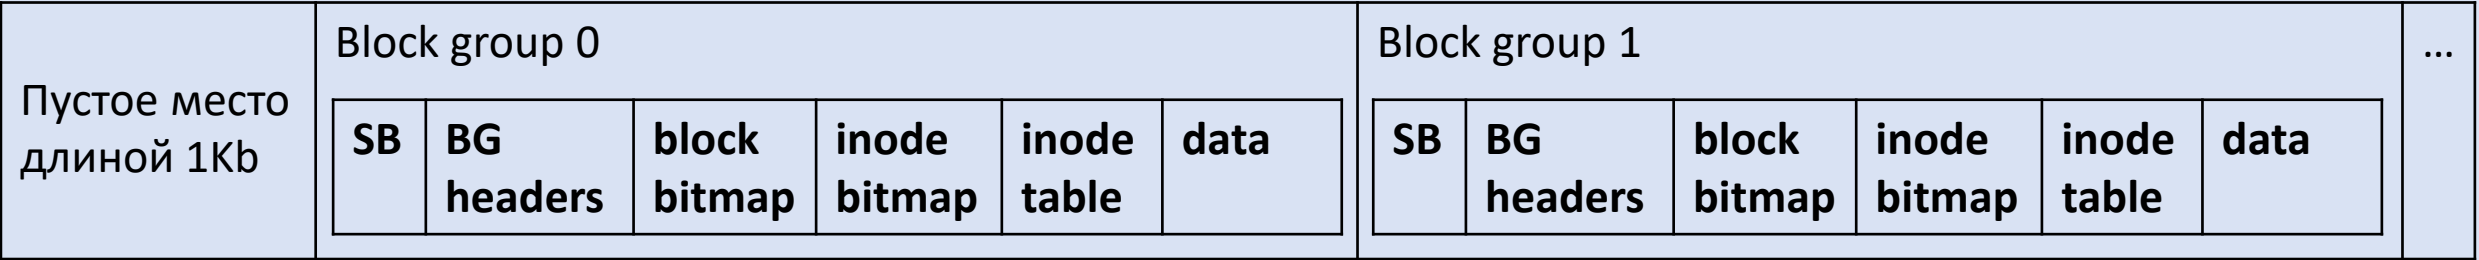 Пустое место
длиной 1Kb
Block group 0
SB
BG
headers
block
bitmap
inode
bitmap
inode
table
data
Block group 1
SB
BG
headers
block
bitmap
inode
bitmap
inode
table
data
...